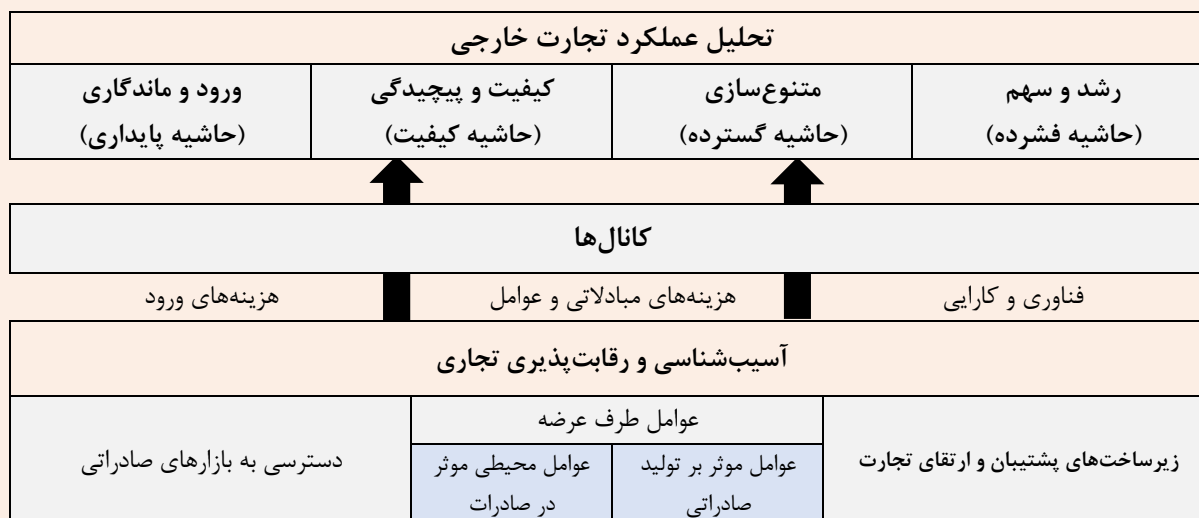 تحلیل عملکرد تجارت خارجی
رشد و سهم
(حاشیه فشرده)
متنوع‌سازی
(حاشیه گسترده)
کیفیت و پیچیدگی
(حاشیه کیفیت)
ورود و ماندگاری
(حاشیه پایداری)
کانال‌ها
فناوری و کارایی
هزینه‌های مبادلاتی و عوامل
هزینه‌های ورود
آسیب‌شناسی و رقابت‌پذیری تجاری
زیرساخت‌های پشتیبان و ارتقای تجارت
عوامل طرف عرضه
عوامل موثر بر تولید
صادراتی
عوامل محیطی موثر
در صادرات
دسترسی به بازارهای صادراتی